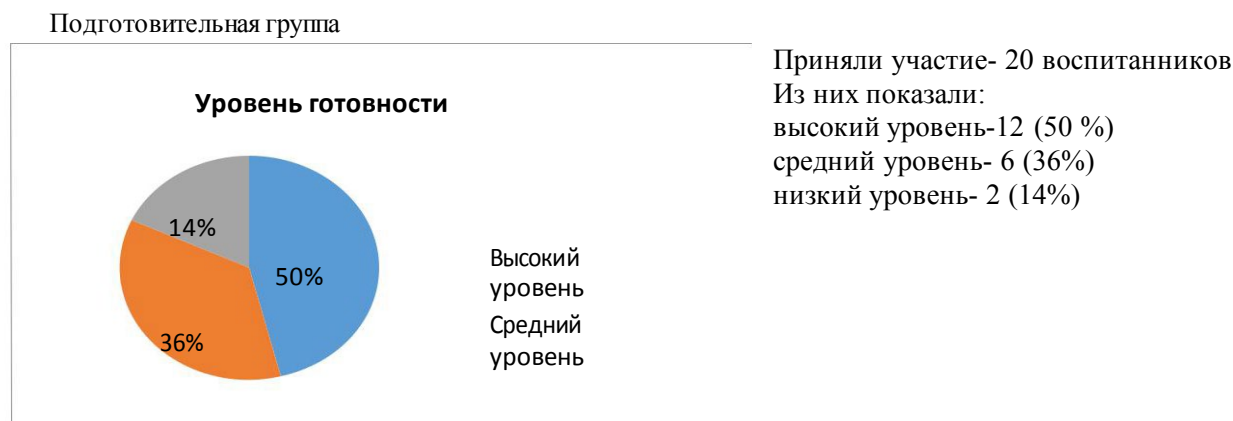 Подготовительная группа
Уровень готовности
14%
50%
36%
Высокий
уровень
Средний
уровень
Приняли участие- 20 воспитанников
Из них показали:
высокий уровень-12 (50 %)
средний уровень- 6 (36%)
низкий уровень- 2 (14%)